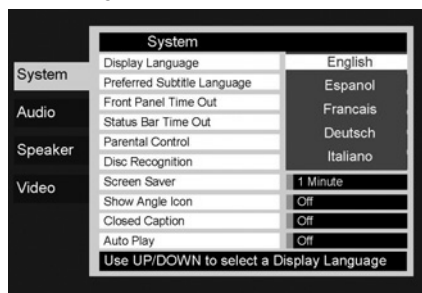 System
System
Audio
Speaker
Video
Display Language
English
Preferred Subtitle Language
Espanol
Front Panel Time Out
Francais
Status Bar Time Out
Deutsch
Parental Control
Italiano
Disc Recognition
Screen Saver
1 Minute
Show Angle Icon
Off
Closed Caption
Off
Auto Play
Off
Use UP/DOWN to select a Display Language